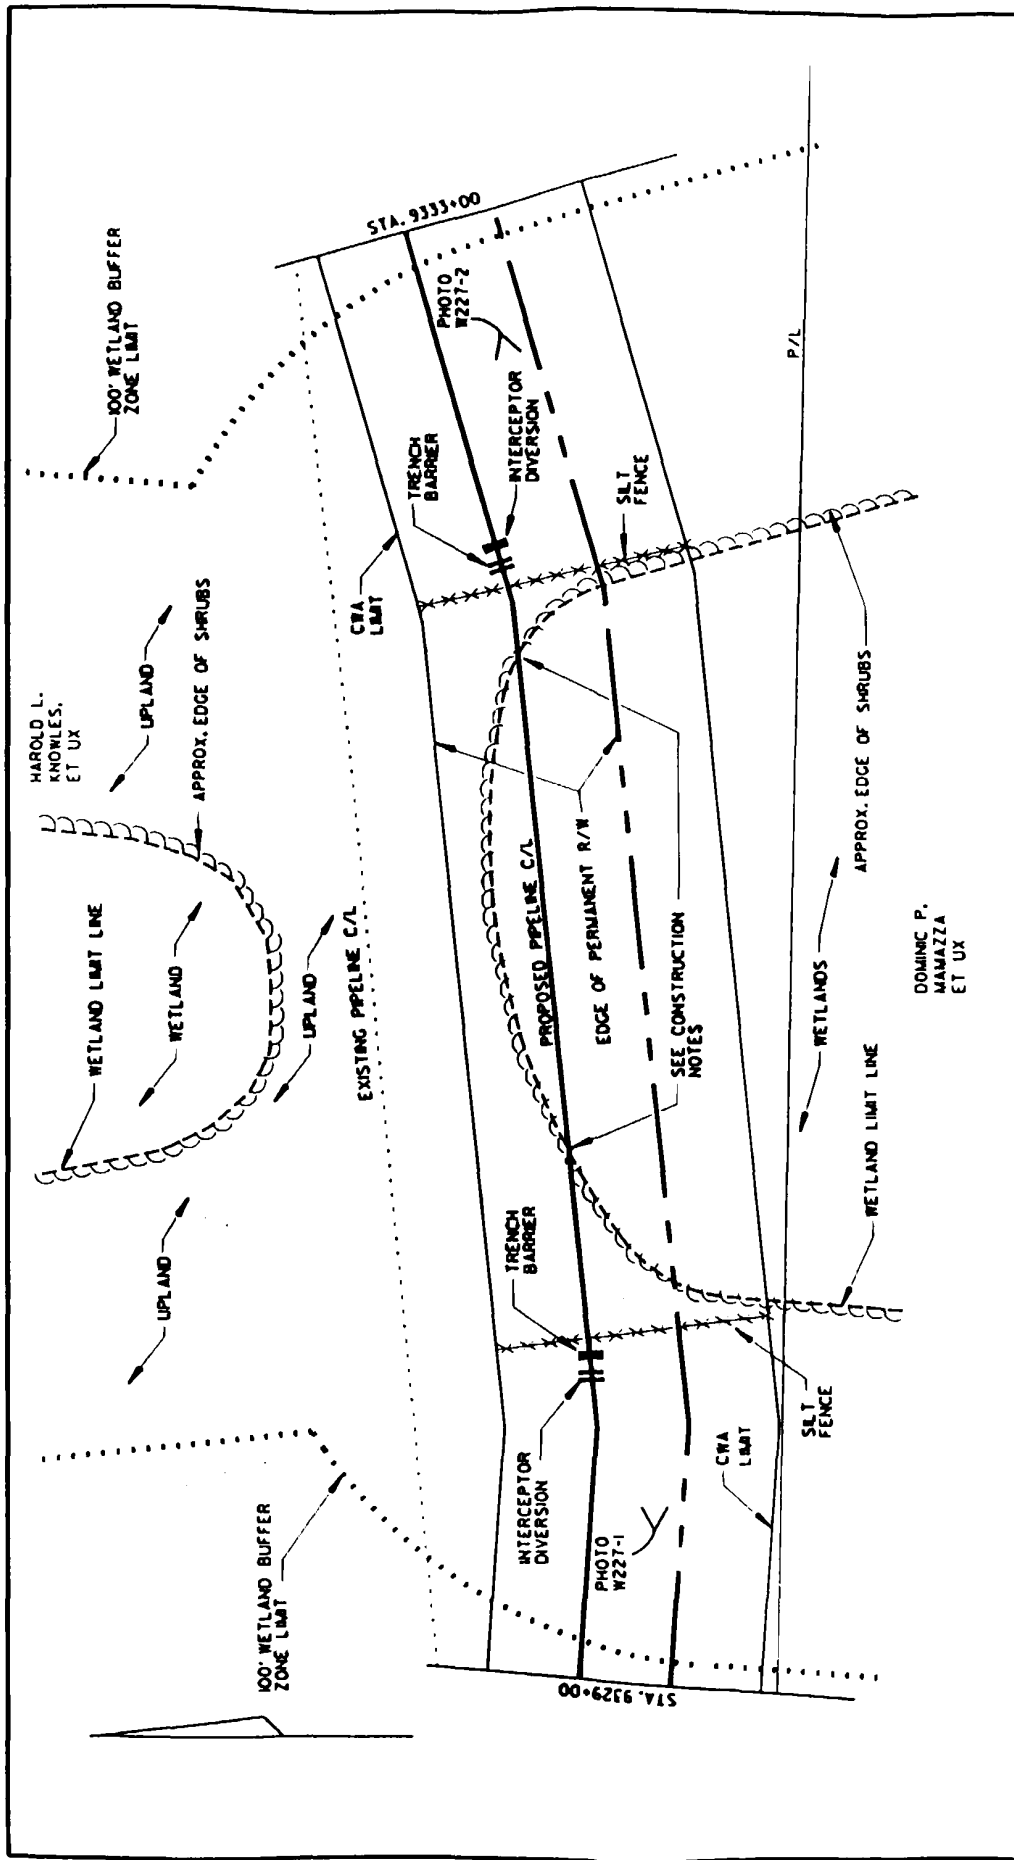 HAROLD L.
KNOWLES,
ET UX
100' WETLAND BUFFER
ZONE LIMIT
UPLAND
APPROX. EDGE OF SHRUBS
WETLAND LIMIT LINE
WETLAND
UPLAND
UPLAND
100' WETLAND BUFFER
ZONE LIMIT
EXISTING PIPELINE C/L
STA. 9333+00
CWA
LIMIT
TRENCH
BARRIER
PHOTO
W227-2
INTERCEPTOR
DIVERSION
SILT
FENCE
P/L
PROPOSED PIPELINE C/L
EDGE OF PERMANENT R/W
SEE CONSTRUCTION
NOTES
TRENCH
BARRIER
INTERCEPTOR
DIVERSION
PHOTO
W227-1
STA. 9329+00
CWA
LIMIT
SILT
FENCE
WETLANDS
APPROX. EDGE OF SHRUBS
WETLAND LIMIT LINE
DOMINIC P.
MAMAZZA
ET UX